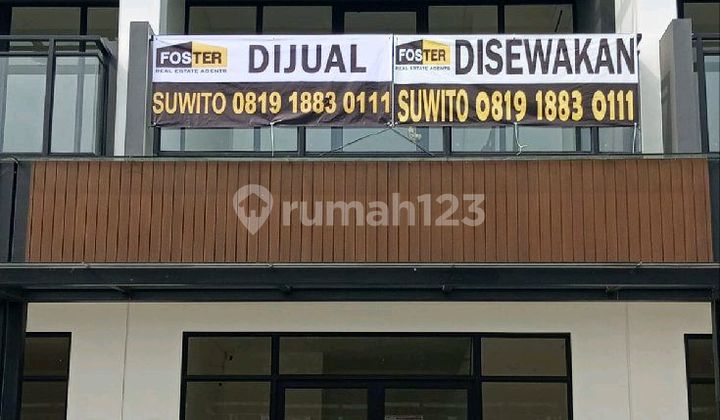 FOSTER
REAL ESTATE AGENTS
DIJUAL
SUWITO 0819 1883 0111
FOSTER
REAL ESTATE AGENTS
DISEWAKAN
SUWITO 0819 1883 0111
rumah123